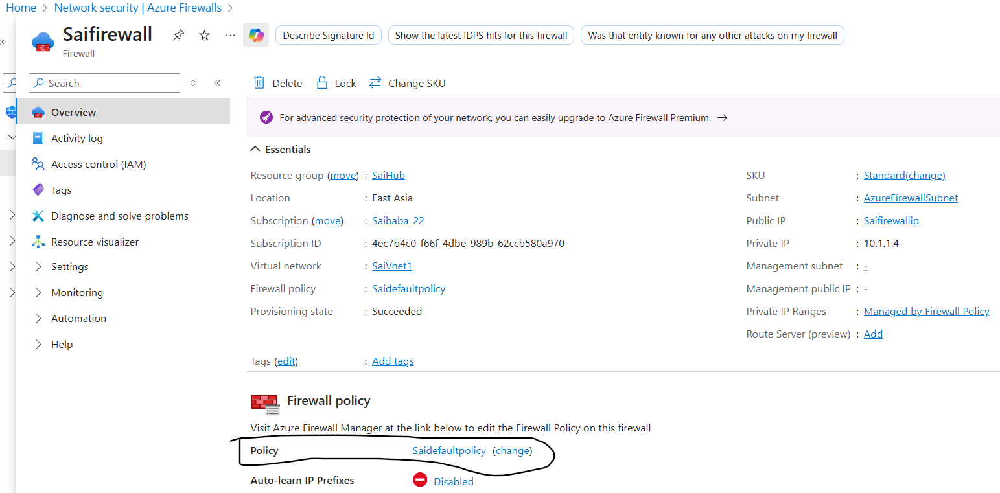 Home > Network security | Azure Firewalls >
Saifirewall
Firewall
Describe Signature Id
Show the latest IDPS hits for this firewall
Was that entity known for any other attacks on my firewall
Search
Delete
Lock
Change SKU
For advanced security protection of your network, you can easily upgrade to Azure Firewall Premium. →
Overview
Activity log
Access control (IAM)
Tags
Diagnose and solve problems
Resource visualizer
Settings
Monitoring
Automation
Help
Essentials
Resource group (move) : SaiHub
Location : East Asia
Subscription (move) : Saibaba_22
Subscription ID : 4ec7b4c0-f66f-4dbe-989b-62ccb580a970
Virtual network : SaiVnet1
Firewall policy : Saidefaultpolicy
Provisioning state : Succeeded
SKU : Standard(change)
Subnet : AzureFirewallSubnet
Public IP : Saifirewallip
Private IP : 10.1.1.4
Management subnet : -
Management public IP : -
Private IP Ranges : Managed by Firewall Policy
Route Server (preview) : Add
Tags (edit) : Add tags
Firewall policy
Visit Azure Firewall Manager at the link below to edit the Firewall Policy on this firewall
Policy Saidefaultpolicy (change)
Auto-learn IP Prefixes Disabled